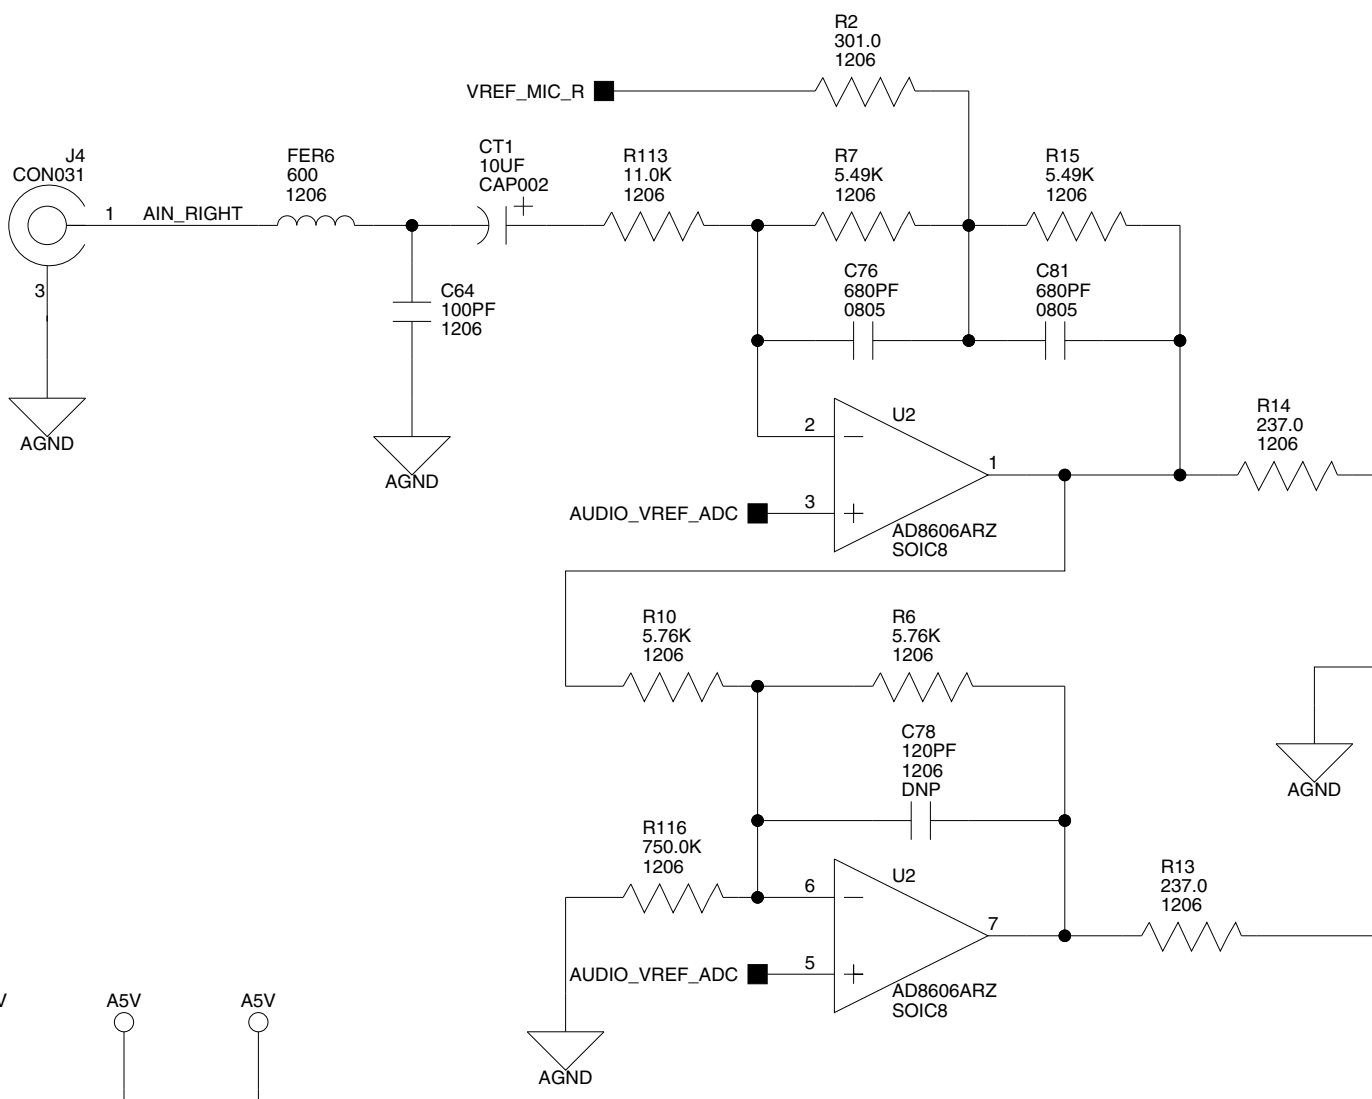 R2
301.0
1206
VREF_MIC_R
J4
CON031
1
AIN_RIGHT
3
AGND
FER6
600
1206
CT1
10UF
CAP002
+
C64
100PF
1206
AGND
R113
11.0K
1206
R7
5.49K
1206
R15
5.49K
1206
C76
680PF
0805
C81
680PF
0805
2
U2
1
AUDIO_VREF_ADC
3
AD8606ARZ
SOIC8
R14
237.0
1206
R10
5.76K
1206
R6
5.76K
1206
C78
120PF
1206
DNP
AGND
R116
750.0K
1206
6
U2
7
AUDIO_VREF_ADC
5
AD8606ARZ
SOIC8
R13
237.0
1206
AGND
V
A5V
A5V